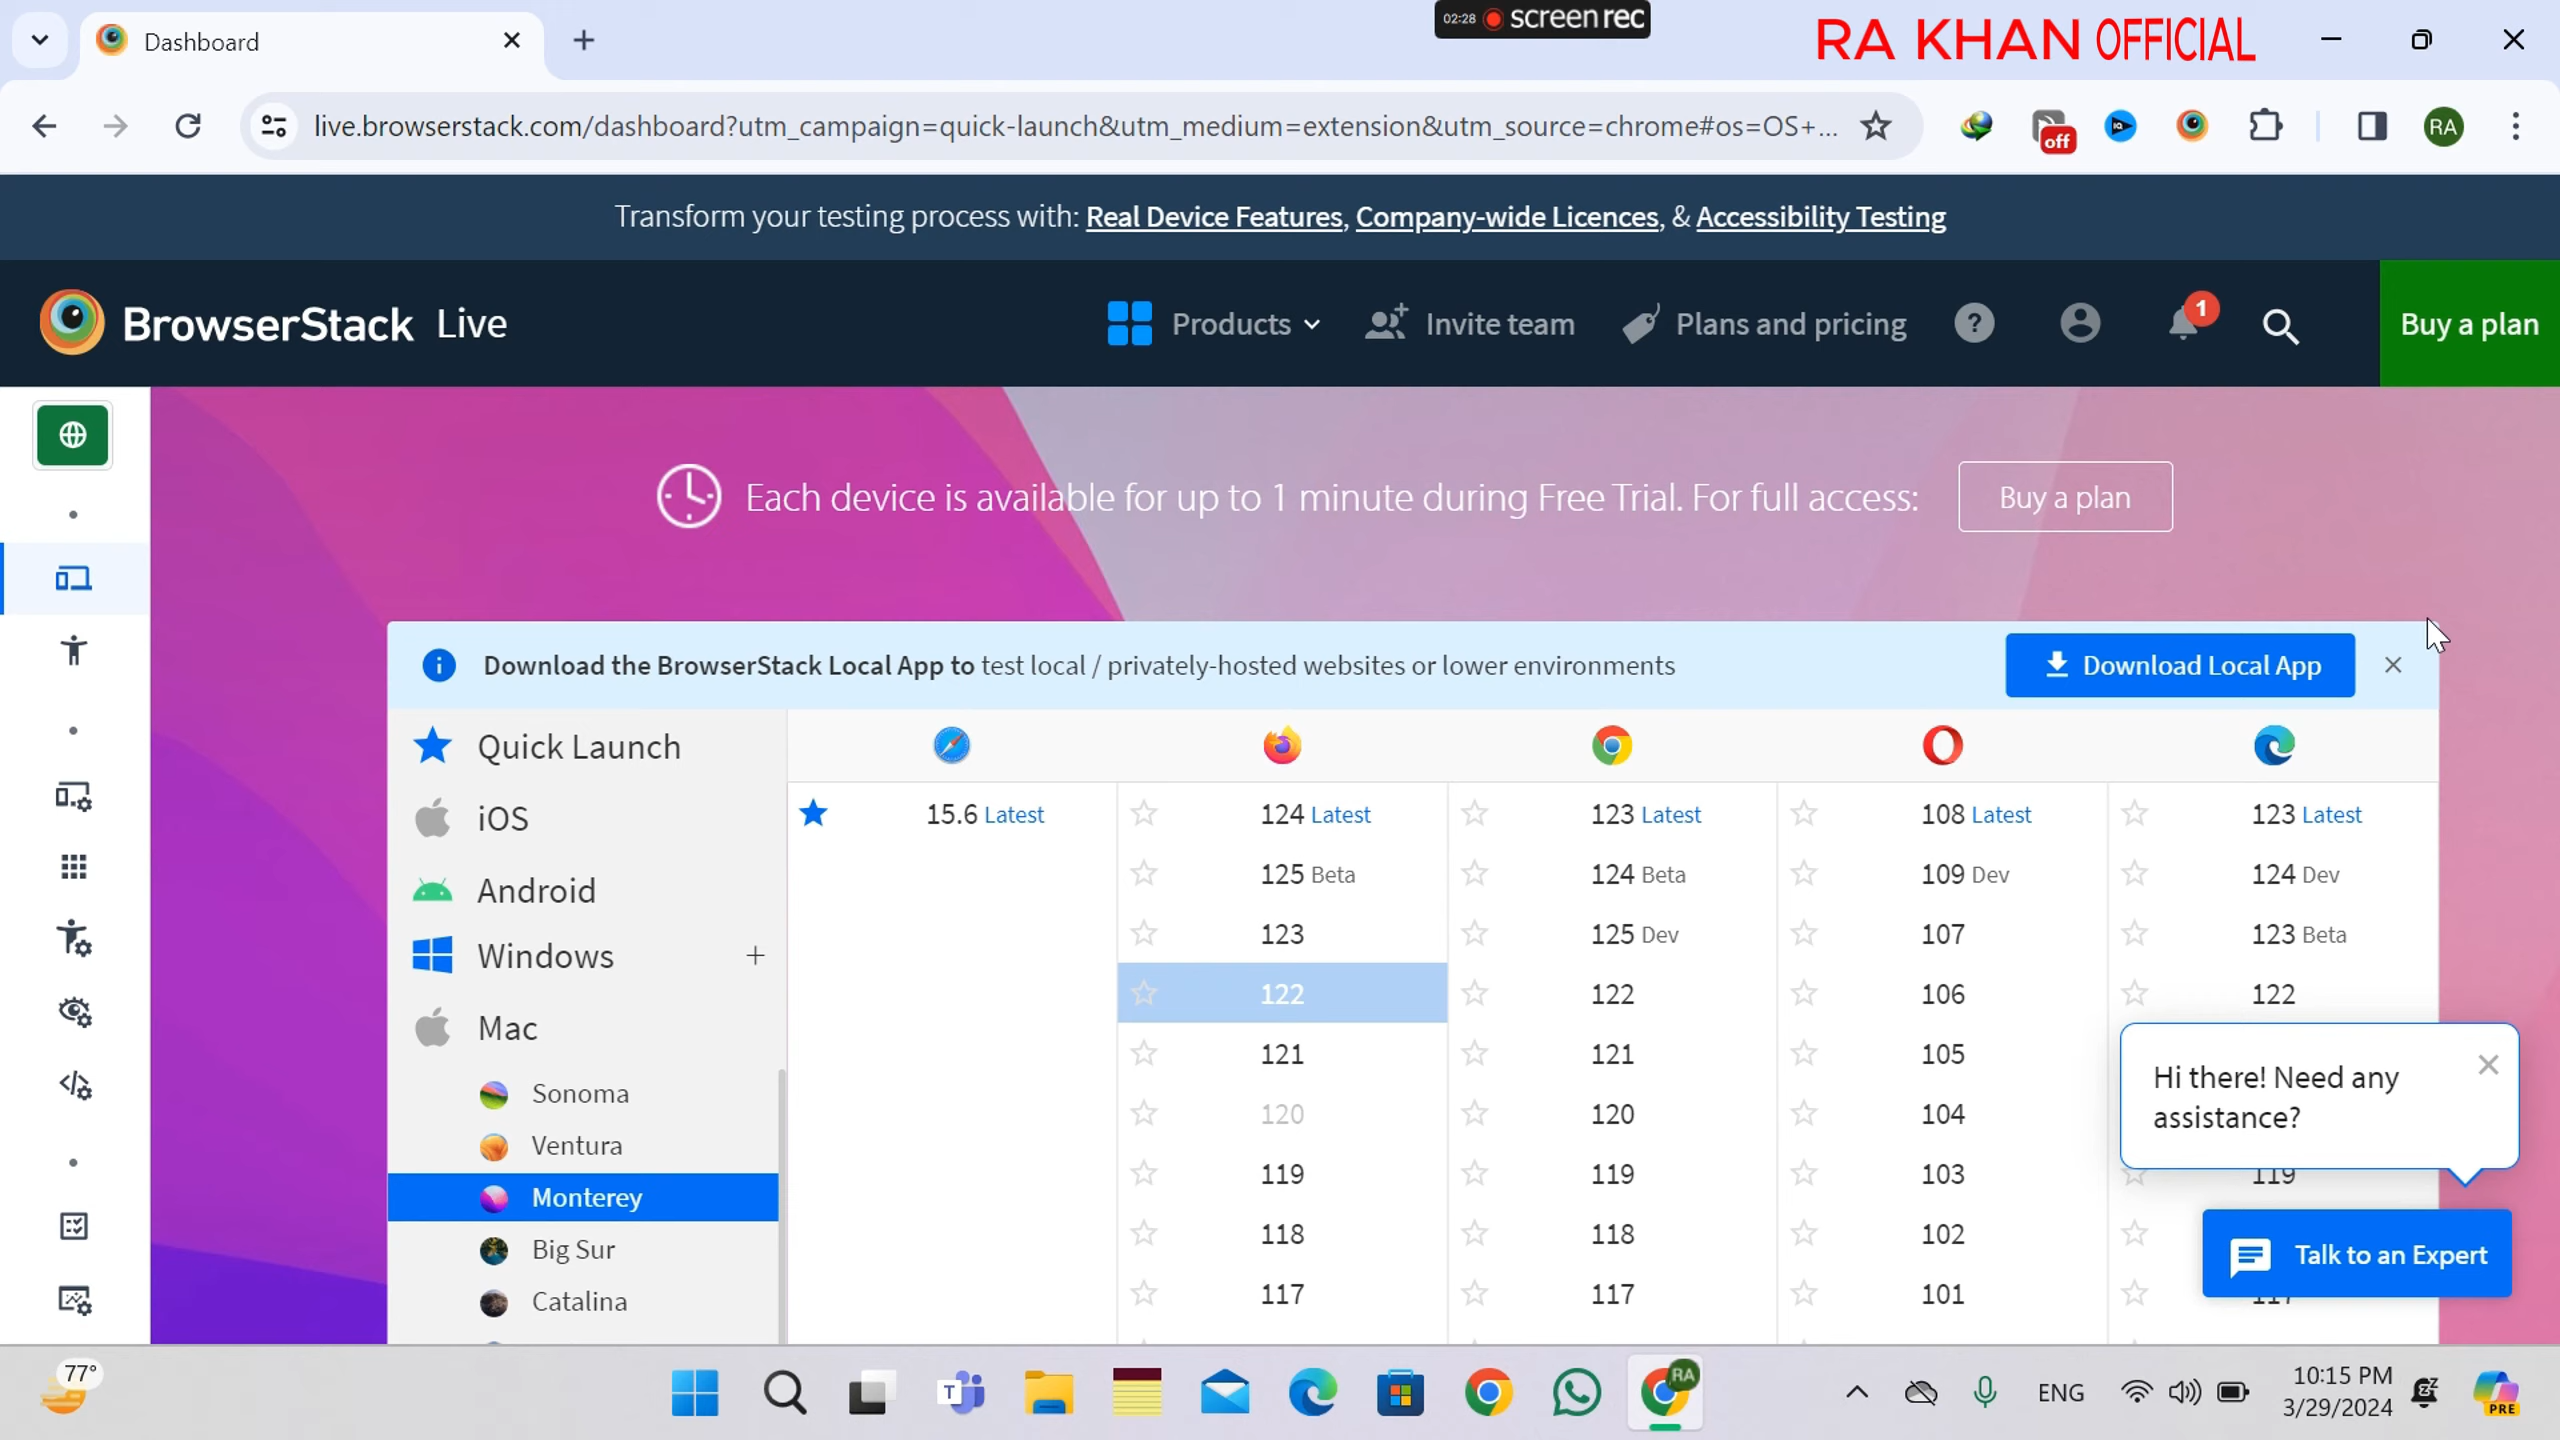 Dashboard
02:28 screen rec
RA KHAN OFFICIAL
live.browserstack.com/dashboard?utm_campaign=quick-launch&utm_medium=extension&utm_source=chrome#os=OS+...
off
RA
Transform your testing process with: Real Device Features, Company-wide Licences, & Accessibility Testing
BrowserStack Live
Products
Invite team
Plans and pricing
?
1
Buy a plan
Each device is available for up to 1 minute during Free Trial. For full access:
Buy a plan
Download the BrowserStack Local App to test local / privately-hosted websites or lower environments
Download Local App
Quick Launch
iOS
Android
Windows
Mac
Sonoma
Ventura
Monterey
Big Sur
Catalina
15.6 Latest
124 Latest
125 Beta
123
122
121
120
119
118
117
123 Latest
124 Beta
125 Dev
122
121
120
119
118
117
108 Latest
109 Dev
107
106
105
104
103
102
101
123 Latest
124 Dev
123 Beta
122
119
117
Hi there! Need any
assistance?
Talk to an Expert
77°
T
RA
ENG
10:15 PM
3/29/2024
PRE